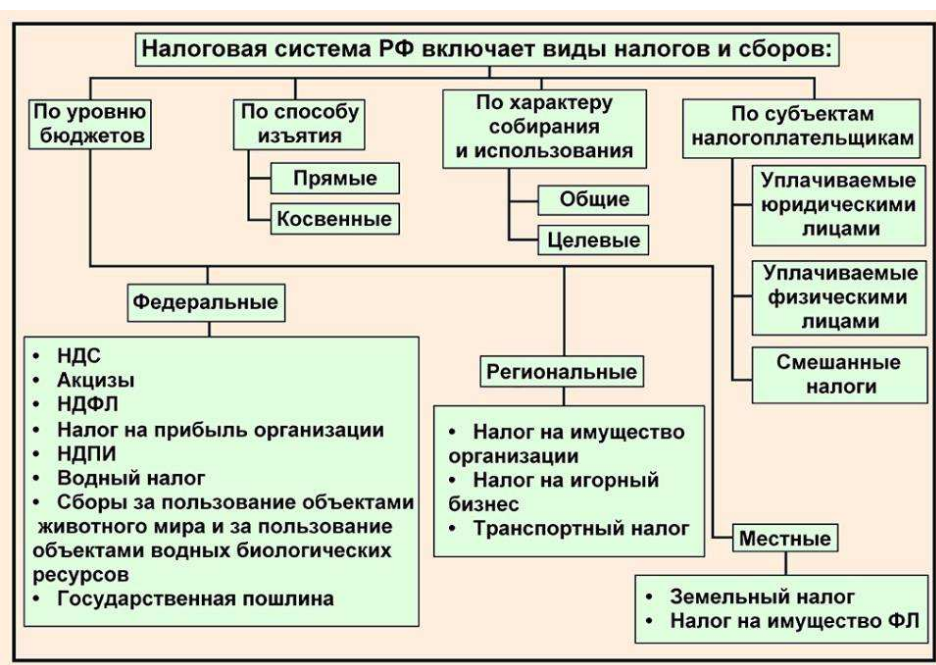 Налоговая система РФ включает виды налогов и сборов:
По уровню
бюджетов
По способу
изъятия
Прямые
Косвенные
По характеру
собирания
и использования
Общие
Целевые
По субъектам
налогоплательщикам
Уплачиваемые
юридическими
лицами
Уплачиваемые
физическими
лицами
Смешанные
налоги
Федеральные
• НДС
• Акцизы
• НДФЛ
• Налог на прибыль организации
• НДПИ
• Водный налог
• Сборы за пользование объектами
животного мира и за пользование
объектами водных биологических
ресурсов
• Государственная пошлина
Региональные
• Налог на имущество
организации
• Налог на игорный
бизнес
• Транспортный налог
Местные
• Земельный налог
• Налог на имущество ФЛ